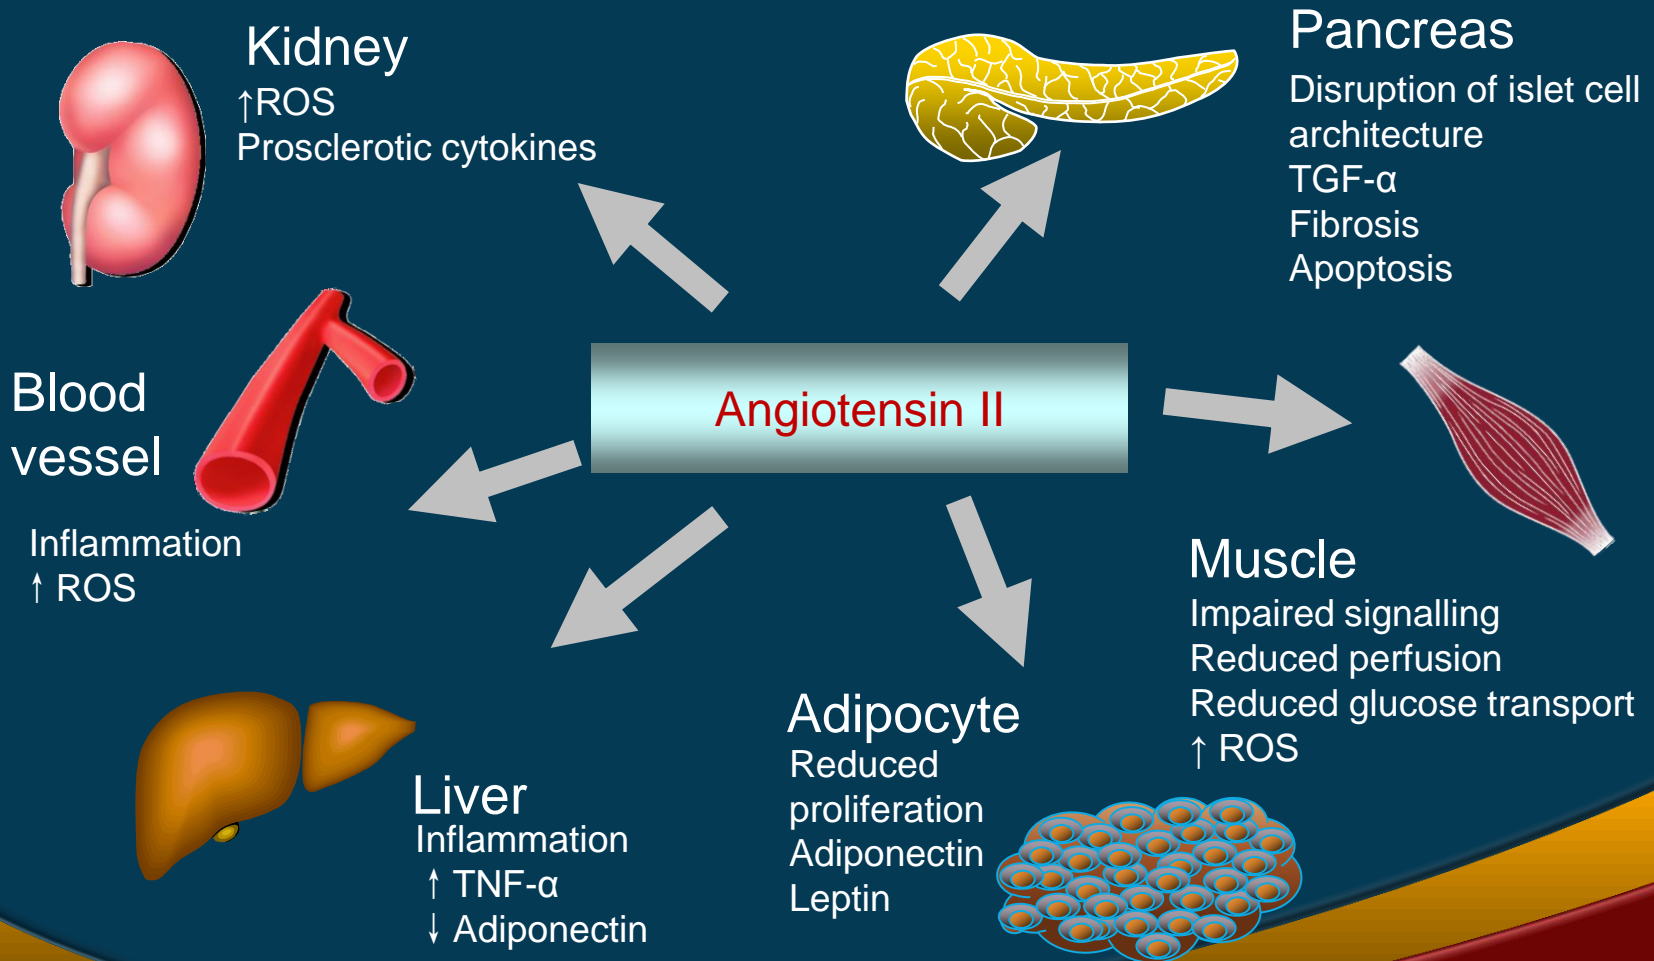 Kidney
↑ROS
Prosclerotic cytokines
Pancreas
Disruption of islet cell
architecture
TGF-α
Fibrosis
Apoptosis
Angiotensin II
Blood
vessel
Inflammation
↑ ROS
Muscle
Impaired signalling
Reduced perfusion
Reduced glucose transport
↑ ROS
Liver
Inflammation
↑ TNF-α
↓ Adiponectin
Adipocyte
Reduced
proliferation
Adiponectin
Leptin